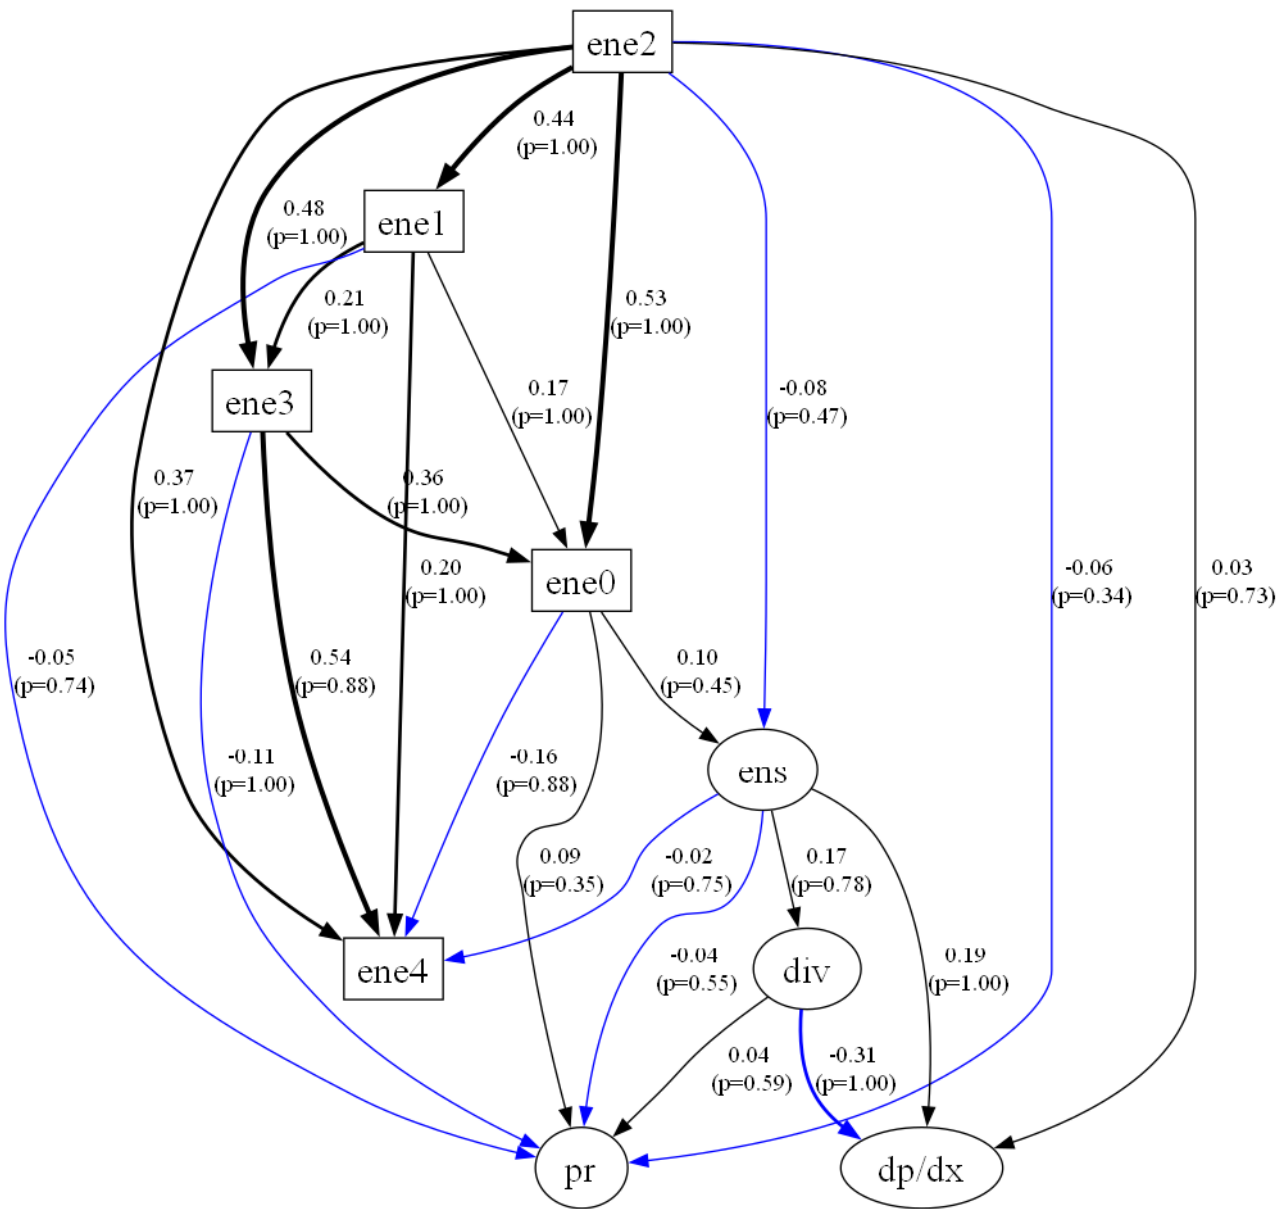 ene2
0.44
(p=1.00)
ene1
0.48
(p=1.00)
0.21
(p=1.00)
0.53
(p=1.00)
ene3
0.17
(p=1.00)
-0.08
(p=0.47)
0.37
(p=1.00)
0.36
(p=1.00)
ene0
0.20
(p=1.00)
-0.06
(p=0.34)
0.03
(p=0.73)
-0.05
(p=0.74)
0.54
(p=0.88)
0.10
(p=0.45)
-0.11
(p=1.00)
-0.16
(p=0.88)
ens
0.09
(p=0.35)
-0.02
(p=0.75)
0.17
(p=0.78)
ene4
-0.04
(p=0.55)
div
0.19
(p=1.00)
0.04
(p=0.59)
-0.31
(p=1.00)
pr
dp/dx